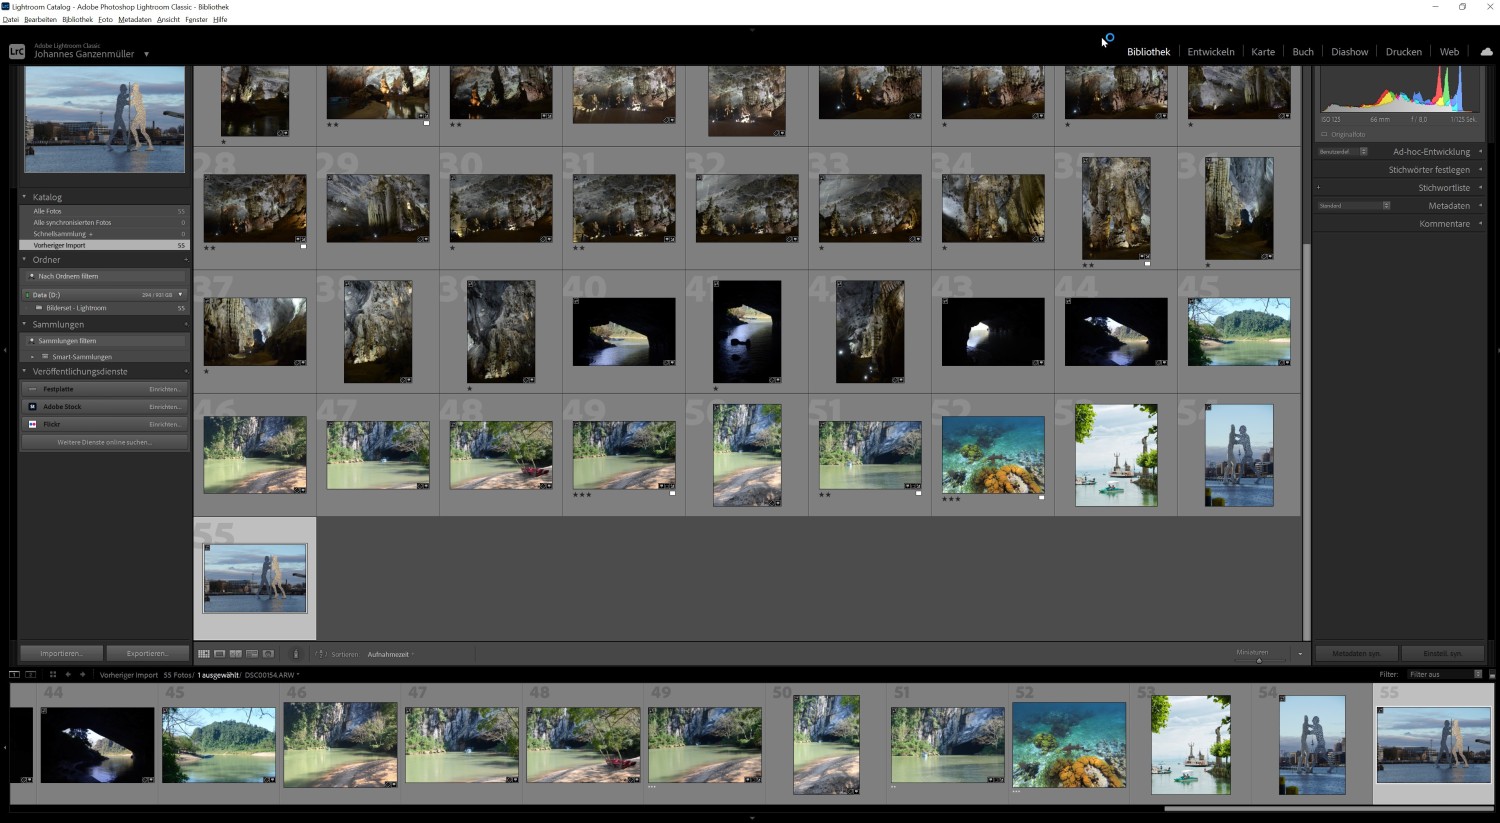 Lightroom Catalog - Adobe Photoshop Lightroom Classic - Bibliothek
Datei Bearbeiten Bibliothek Foto Metadaten Ansicht Fenster Hilfe
LrC
Adobe Lightroom Classic
Johannes Ganzenmüller
Bibliothek Entwickeln Karte Buch Diashow Drucken Web
Katalog
Alle Fotos 55
Alle synchronisierten Fotos 0
Schnellsammlung + 0
Vorheriger Import 55
Ordner
Nach Ordnern filtern
Data (D:)
Bilderset - Lightroom 55
Sammlungen
Sammlungen filtern
Smart-Sammlungen
Veröffentlichungsdienste
Festplatte Einrichten...
Adobe Stock Einrichten...
Flickr Einrichten...
Weitere Dienste online suchen...
Importieren... Exportieren...
28 29 30 31 32 33 34 35 36
37 38 39 40 41 42 43 44 45
46 47 48 49 50 51 52 53 54
55
ISO 125 66 mm f / 8,0 1/125 Sek.
Originalfoto
Benutzerdef. Ad-hoc-Entwicklung
Stichwörter festlegen
+ Stichwortliste
Standard Metadaten
Kommentare
Sortieren: Aufnahmezeit
Miniaturen
Metadaten syn. Einstell. syn.
1 2 Vorheriger Import 55 Fotos/ 1 ausgewählt/ DSC00154.ARW
Filter: Filter aus
44 45 46 47 48 49 50 51 52 53 54 55